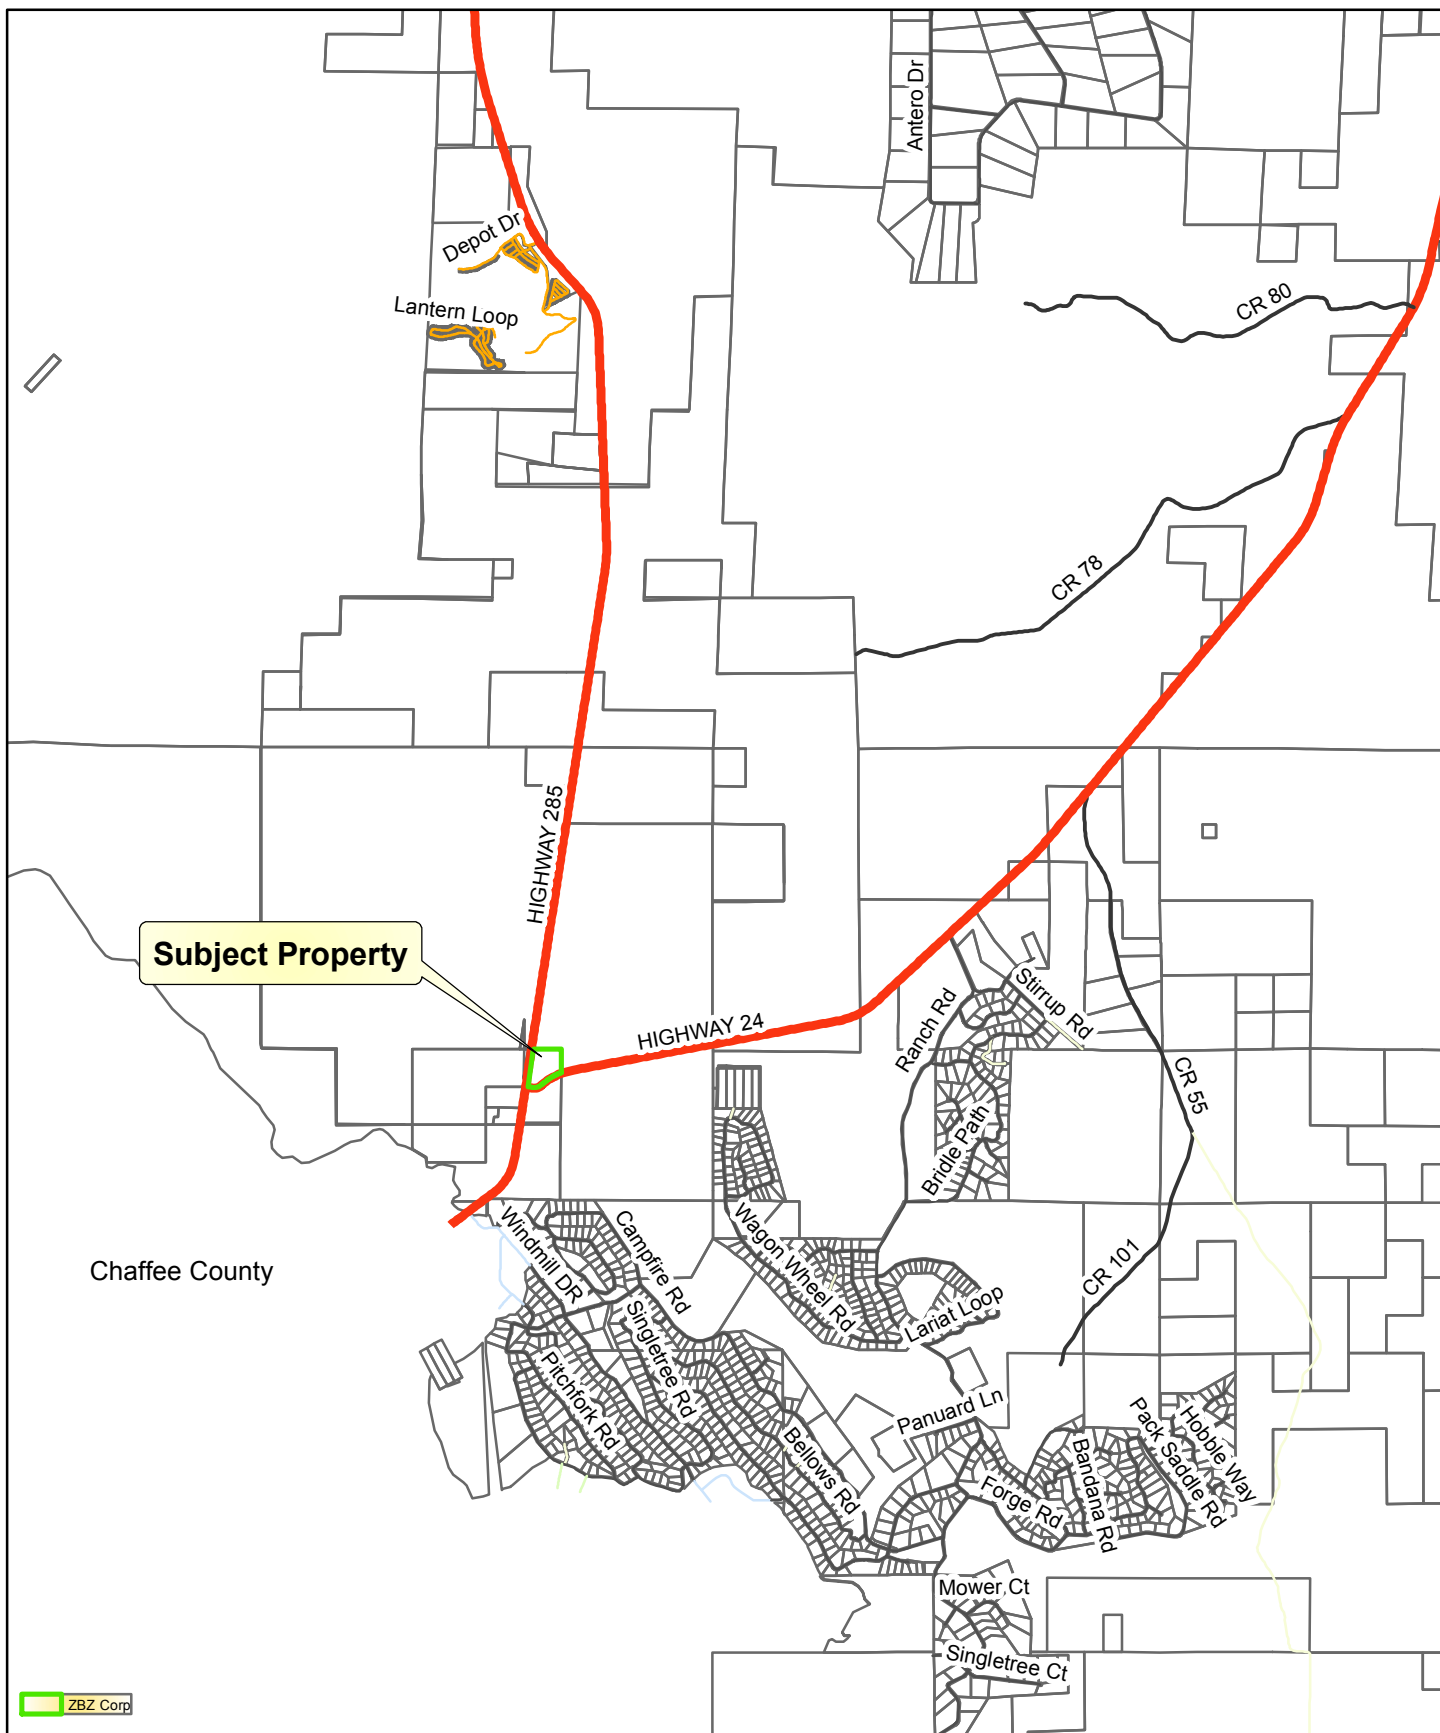 Antero Dr
Depot Dr
Lantern Loop
CR 80
CR 78
HIGHWAY 285
Subject Property
HIGHWAY 24
Ranch Rd
Stirrup Rd
CR 55
Bridle Path
Windmill DR
Campfire Rd
Wagon Wheel Rd
Chaffee County
CR 101
Singletree Rd
Lariat Loop
Pitchfork Rd
Panuard Ln
Bellows Rd
Forge Rd
Bandana Rd
Pack Saddle Rd
Hobble Way
Mower Ct
Singletree Ct
ZBZ Corp